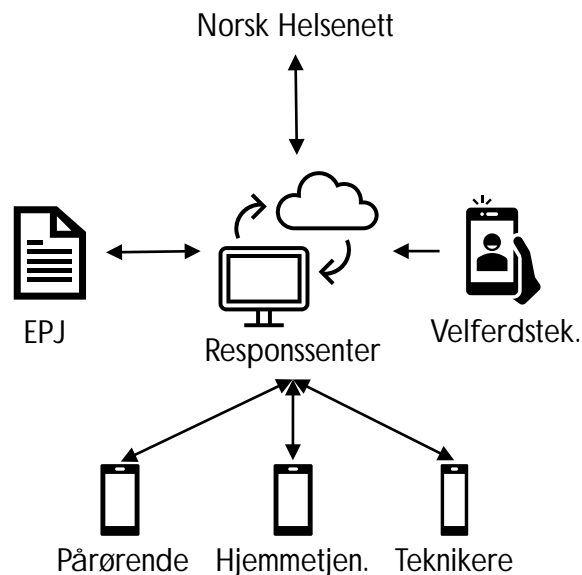 Norsk Helsenett
EPJ
Responssenter
Velferdstek.
Pårørende
Hjemmetjen.
Teknikere